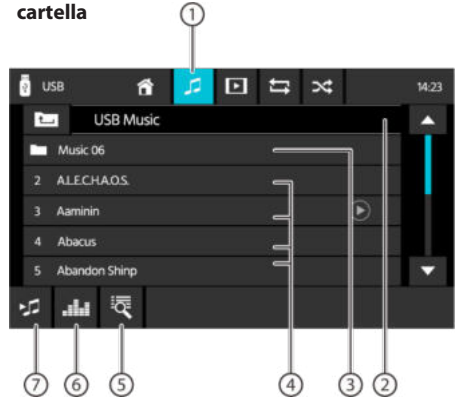 cartella
1
USB 14:23
USB Music
Music 06
2 A.L.E.C.H.A.O.S.
3 Aaminin
4 Abacus
5 Abandon Shinp
7 6 5 4 3 2